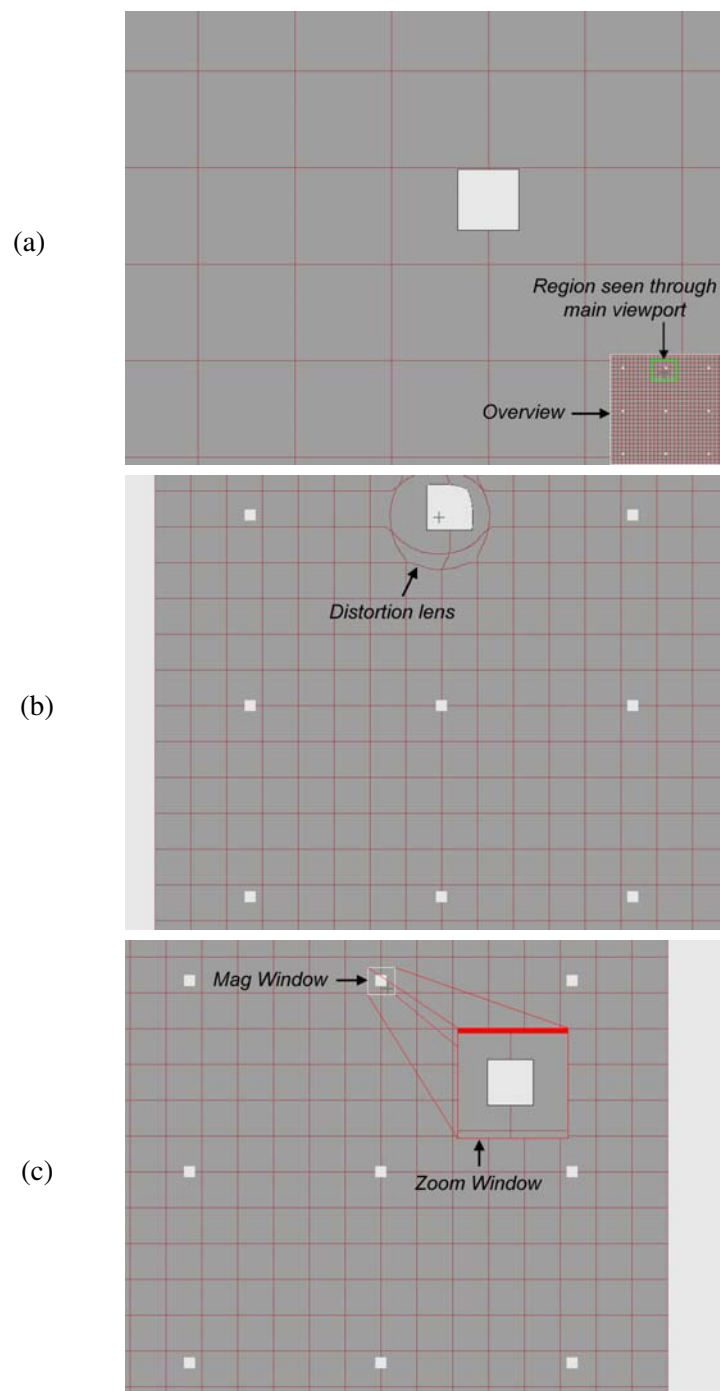 (a)
Region seen through
main viewport
Overview
(b)
Distortion lens
(c)
Mag Window
Zoom Window